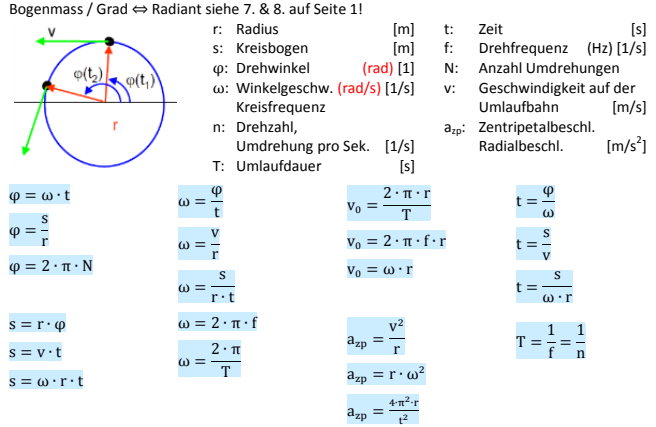 Bogenmass / Grad ⇔ Radiant siehe 7. & 8. auf Seite 1!
v
φ(t₂)
φ(t₁)
r
r: Radius [m]
s: Kreisbogen [m]
φ: Drehwinkel (rad) [1]
ω: Winkelgeschw. (rad/s) [1/s]
Kreisfrequenz
n: Drehzahl,
Umdrehung pro Sek. [1/s]
T: Umlaufdauer [s]
t: Zeit [s]
f: Drehfrequenz (Hz) [1/s]
N: Anzahl Umdrehungen
v: Geschwindigkeit auf der
Umlaufbahn [m/s]
a_zp: Zentripetalbeschl.
Radialbeschl. [m/s²]
φ = ω · t
φ = s/r
φ = 2 · π · N
s = r · φ
s = v · t
s = ω · r · t
ω = φ/t
ω = v/r
ω = s/(r · t)
ω = 2 · π · f
ω = (2 · π)/T
v₀ = (2 · π · r)/T
v₀ = 2 · π · f · r
v₀ = ω · r
a_zp = v²/r
a_zp = r · ω²
a_zp = (4·π²·r)/t²
t = φ/ω
t = s/v
t = s/(ω · r)
T = 1/f = 1/n